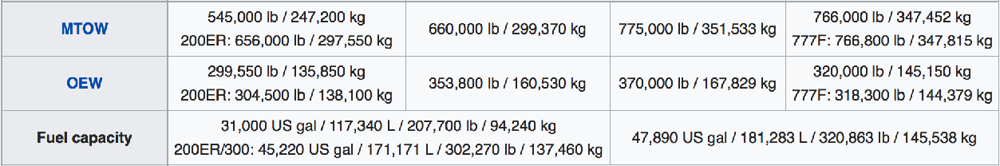 MTOW
545,000 lb / 247,200 kg
200ER: 656,000 lb / 297,550 kg
660,000 lb / 299,370 kg
775,000 lb / 351,533 kg
766,000 lb / 347,452 kg
777F: 766,800 lb / 347,815 kg
OEW
299,550 lb / 135,850 kg
200ER: 304,500 lb / 138,100 kg
353,800 lb / 160,530 kg
370,000 lb / 167,829 kg
320,000 lb / 145,150 kg
777F: 318,300 lb / 144,379 kg
Fuel capacity
31,000 US gal / 117,340 L / 207,700 lb / 94,240 kg
200ER/300: 45,220 US gal / 171,171 L / 302,270 lb / 137,460 kg
47,890 US gal / 181,283 L / 320,863 lb / 145,538 kg